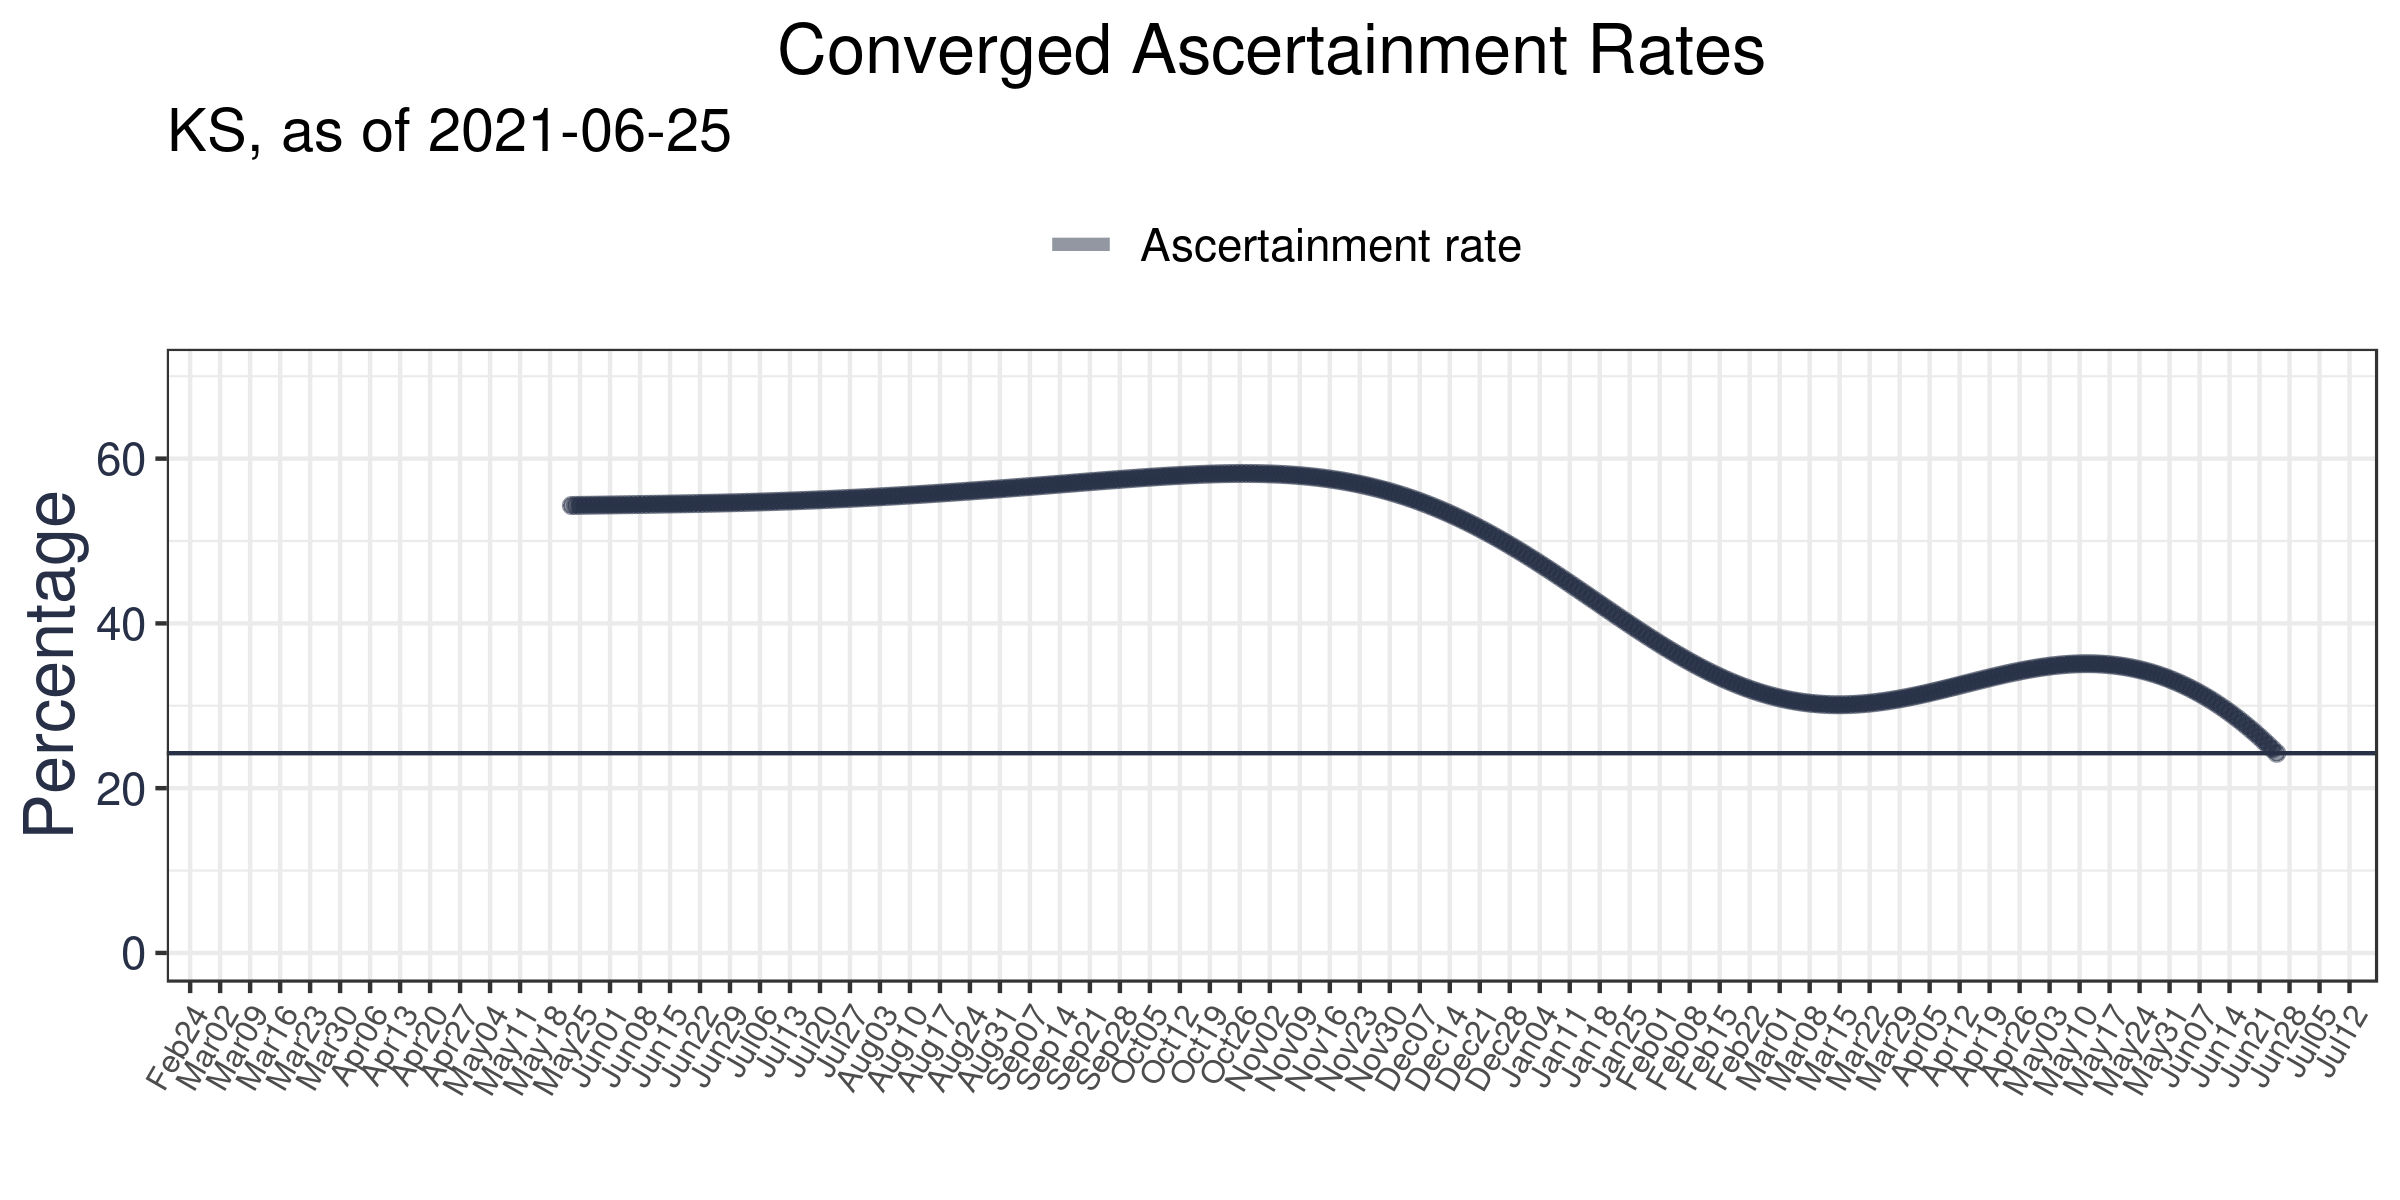 Converged Ascertainment Rates
KS, as of 2021-06-25
Ascertainment rate
Percentage
60
40
20
0
Feb24 Mar02 Mar09 Mar16 Mar23 Mar30 Apr06 Apr13 Apr20 Apr27 May04 May11 May18 May25 Jun01 Jun08 Jun15 Jun22 Jun29 Jul06 Jul13 Jul20 Jul27 Aug03 Aug10 Aug17 Aug24 Aug31 Sep07 Sep14 Sep21 Sep28 Oct05 Oct12 Oct19 Oct26 Nov02 Nov09 Nov16 Nov23 Nov30 Dec07 Dec14 Dec21 Dec28 Jan04 Jan11 Jan18 Jan25 Feb01 Feb08 Feb15 Feb22 Mar01 Mar08 Mar15 Mar22 Mar29 Apr05 Apr12 Apr19 Apr26 May03 May10 May17 May24 May31 Jun07 Jun14 Jun21 Jun28 Jul05 Jul12